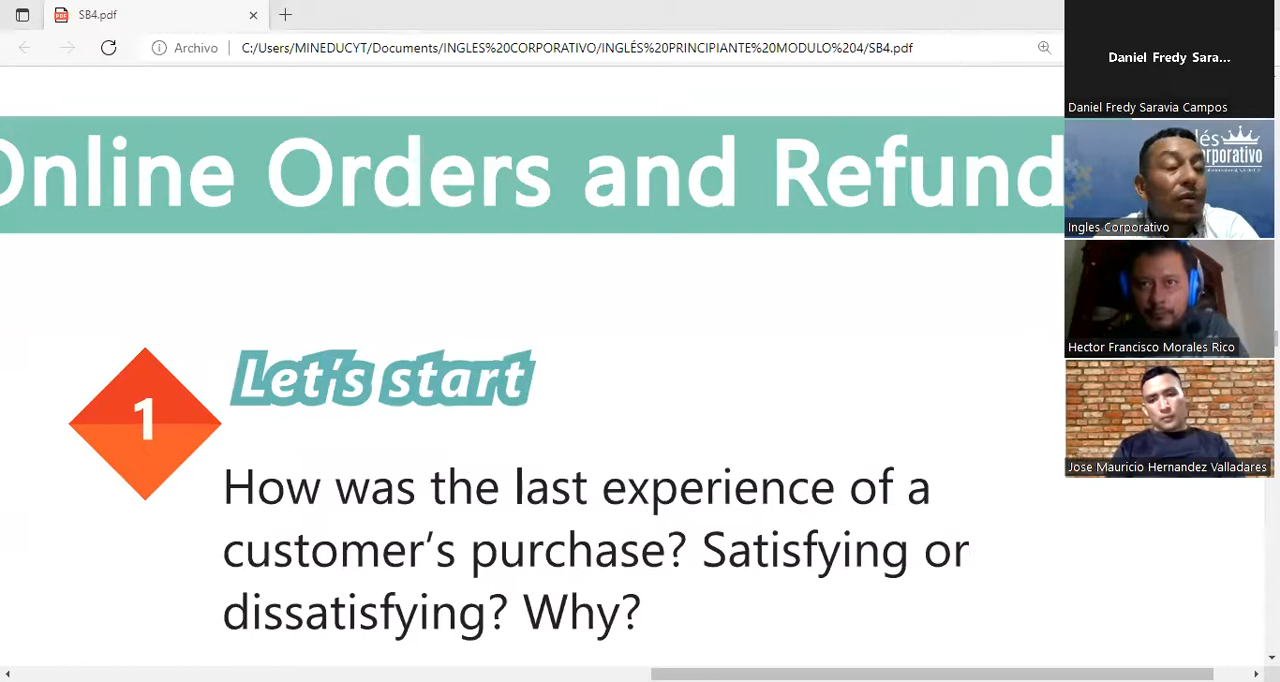 SB4.pdf
Archivo
C:/Users/MINEDUCYT/Documents/INGLES%20CORPORATIVO/INGLÉS%20PRINCIPIANTE%20MODULO%204/SB4.pdf
Online Orders and Refund
1
Let's start
How was the last experience of a
customer’s purchase? Satisfying or
dissatisfying? Why?
Daniel Fredy Sara...
Daniel Fredy Saravia Campos
lés
orporativo
Ingles Corporativo
Hector Francisco Morales Rico
Jose Mauricio Hernandez Valladares